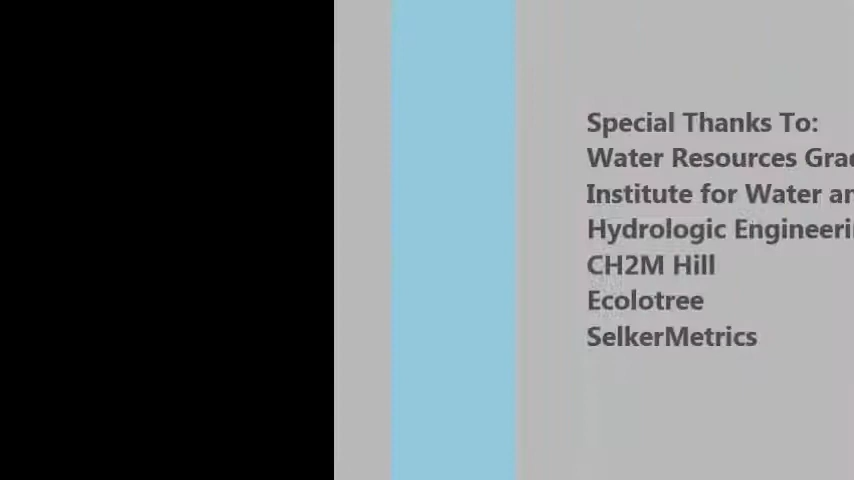 Special Thanks To:
Water Resources
Institute for Water
Hydrologic
CH2M Hill
Ecolotree
SelkerMetrics